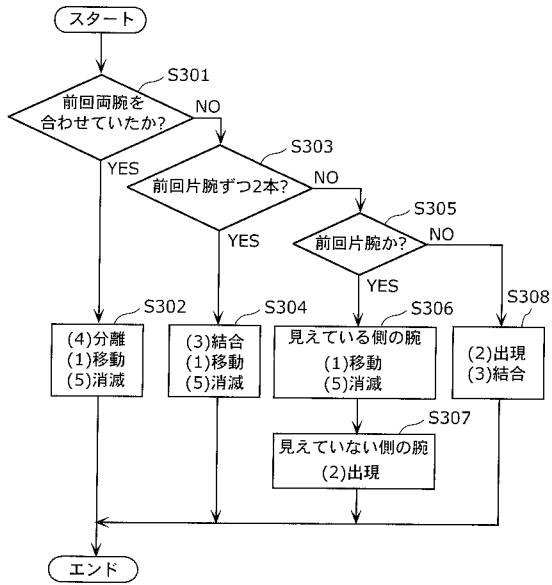 スタート
S301
前回両腕を
合わせていたか?
NO
YES
S303
前回片腕ずつ2本?
NO
YES
S305
前回片腕か?
NO
YES
S302
(4)分離
(1)移動
(5)消滅
S304
(3)結合
(1)移動
(5)消滅
S306
見えている側の腕
(1)移動
(5)消滅
S308
(2)出現
(3)結合
S307
見えていない側の腕
(2)出現
エンド